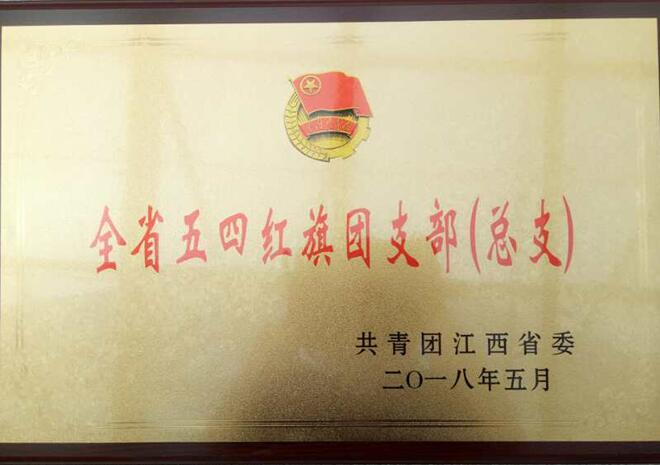 全省五四红旗团支部(总支)
共青团江西省委
二〇一八年五月